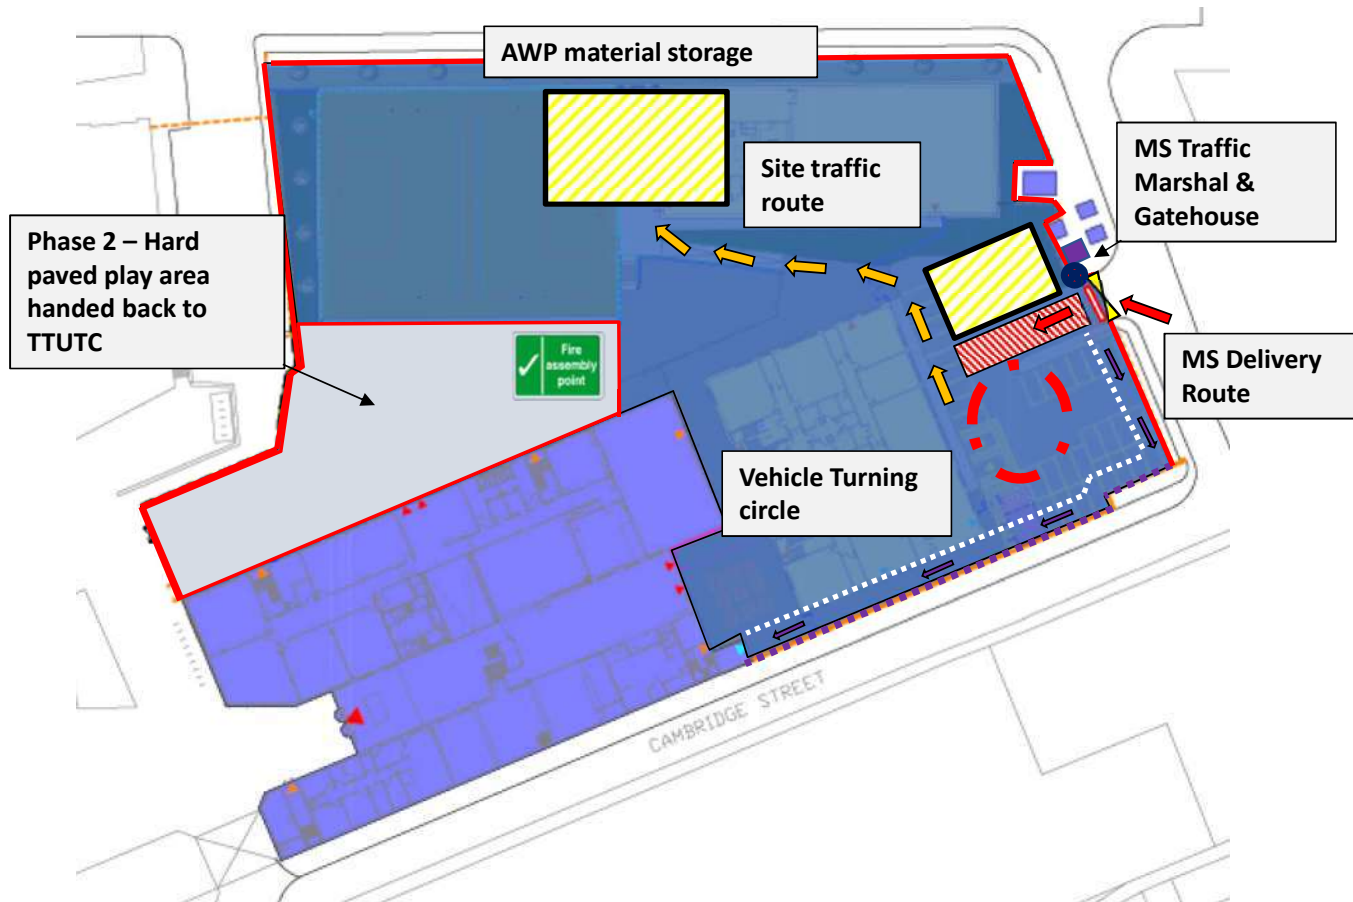 AWP material storage
MS Traffic
Marshal &
Gatehouse
Site traffic
route
Phase 2 – Hard
paved play area
handed back to
TTUTC
Fire
assembly
point
MS Delivery
Route
Vehicle Turning
circle
CAMBRIDGE STREET